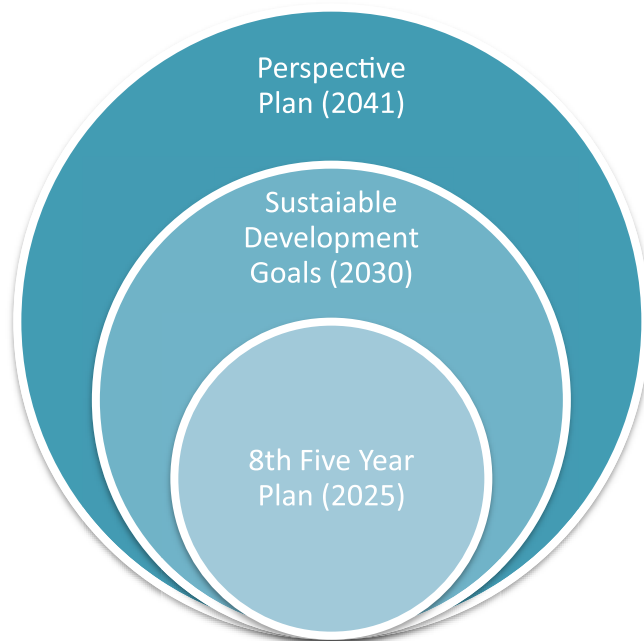 Perspective
Plan (2041)
Sustaiable
Development
Goals (2030)
8th Five Year
Plan (2025)